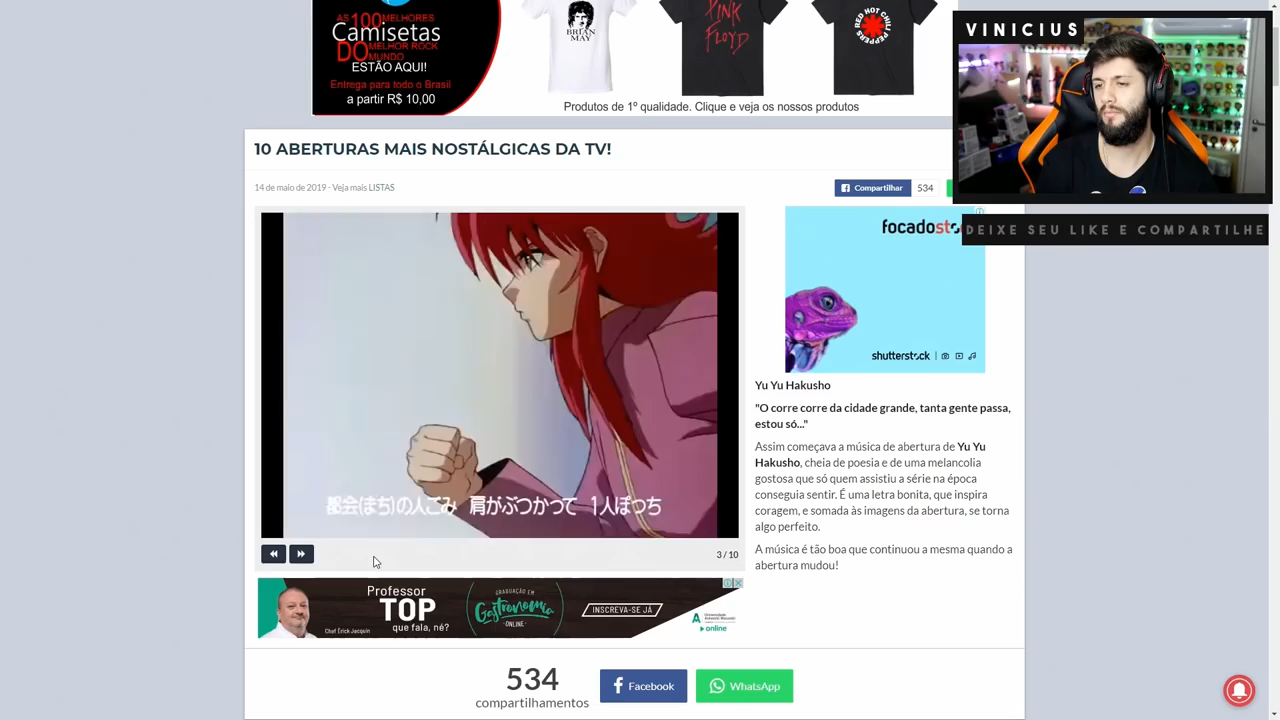 AS 100 MELHORES
Camisetas
DO MELHOR ROCK
MUNDO
ESTÃO AQUI!
Entrega para todo o Brasil
a partir R$ 10,00
BRIAN
MAY
PINK
FLOYD
RED HOT CHILI PEPPERS
Produtos de 1º qualidade. Clique e veja os nossos produtos
VINICIUS
DEIXE SEU LIKE E COMPARTILHE
10 ABERTURAS MAIS NOSTÁLGICAS DA TV!
14 de maio de 2019 - Veja mais LISTAS
Compartilhar
534
都会(まち)の人ごみ 肩がぶつかって 1人ぼっち
3 / 10
focadosto
shutterstock
Yu Yu Hakusho
"O corre corre da cidade grande, tanta gente passa,
estou só..."
Assim começava a música de abertura de Yu Yu
Hakusho, cheia de poesia e de uma melancolia
gostosa que só quem assistiu a série na época
conseguia sentir. É uma letra bonita, que inspira
coragem, e somada às imagens da abertura, se torna
algo perfeito.
A música é tão boa que continuou a mesma quando a
abertura mudou!
Professor
TOP
que fala, né?
Chef Érick Jacquin
GRADUAÇÃO EM
Gastronomia
ONLINE
INSCREVA-SE JÁ
online
534
compartilhamentos
Facebook
WhatsApp